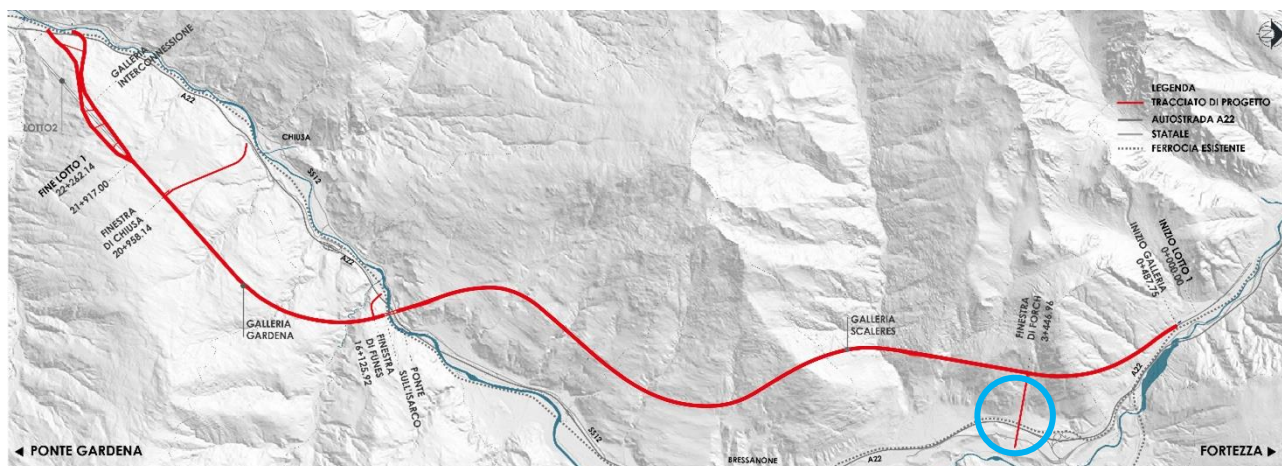 GALLERIA
INTERCONNESSIONE
A22
LOTTO2
CHIUSA
SS12
FINE LOTTO 1
22+262.14
21+917.00
FINESTRA
DI CHIUSA
20+958.14
A22
GALLERIA
GARDENA
FINESTRA
DI FUNES
16+125.92
PONTE
SULL'ISARCO
SS12
GALLERIA
SCALERES
FINESTRA
DI FORCH
3+446.96
INIZIO LOTTO 1
0+000.00
INIZIO GALLERIA
0+487.75
A22
LEGENDA
TRACCIATO DI PROGETTO
AUTOSTRADA A22
STATALE
FERROCIA ESISTENTE
◄ PONTE GARDENA
BRESSANONE
A22
FORTEZZA ►